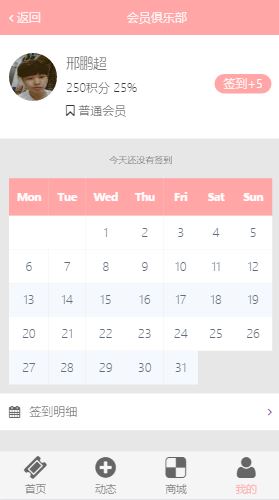 返回 会员俱乐部
邢鹏超
250积分 25%
签到+5
普通会员
今天还没有签到
Mon Tue Wed Thu Fri Sat Sun
1 2 3 4 5
6 7 8 9 10 11 12
13 14 15 16 17 18 19
20 21 22 23 24 25 26
27 28 29 30 31
签到明细
首页 动态 商城 我的